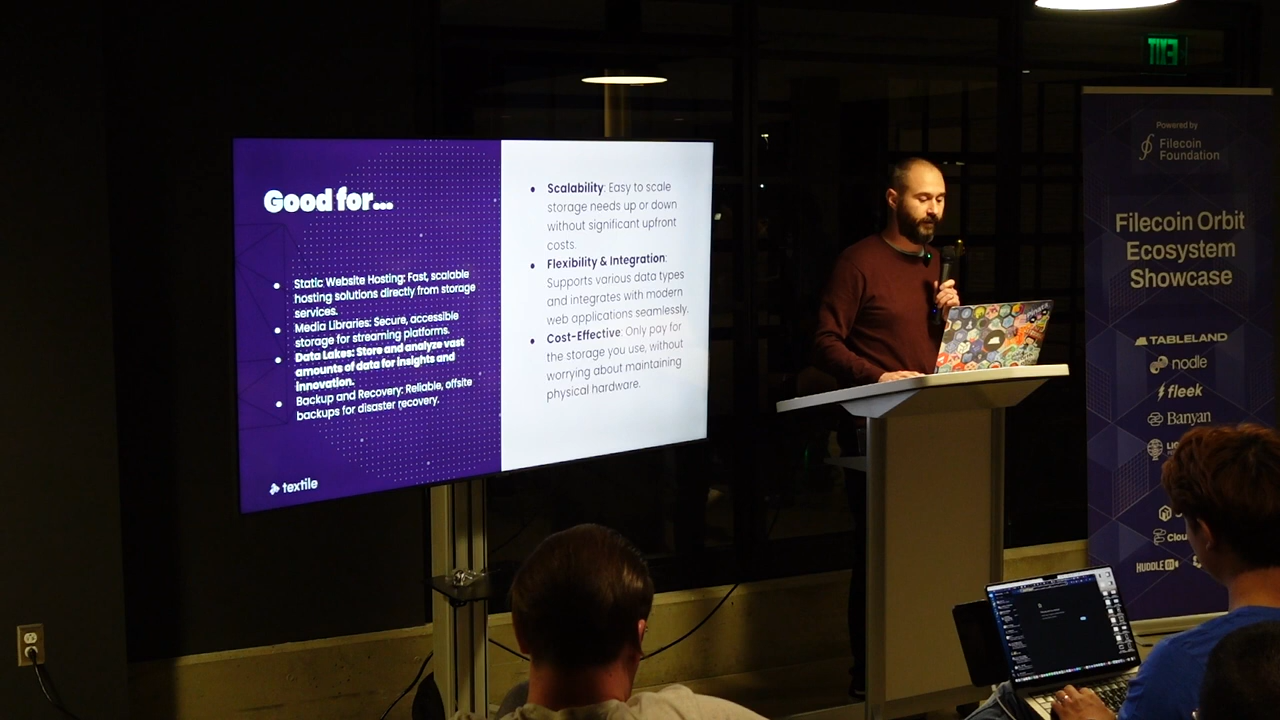 Good for...
Static Website Hosting: Fast, scalable
hosting solutions directly from storage
services.
Media Libraries: Secure, accessible
storage for streaming platforms.
Data Lakes: Store and analyze vast
amounts of data for insights and
innovation.
Backup and Recovery: Reliable, offsite
backups for disaster recovery.
textile
Scalability: Easy to scale
storage needs up or down
without significant upfront
costs.
Flexibility & Integration:
Supports various data types
and integrates with modern
web applications seamlessly.
Cost-Effective: Only pay for
the storage you use, without
worrying about maintaining
physical hardware.
EXIT
Powered by
Filecoin
Foundation
Filecoin Orbit
Ecosystem
Showcase
TABLELAND
nodle
fleek
Banyan
HUDDLE